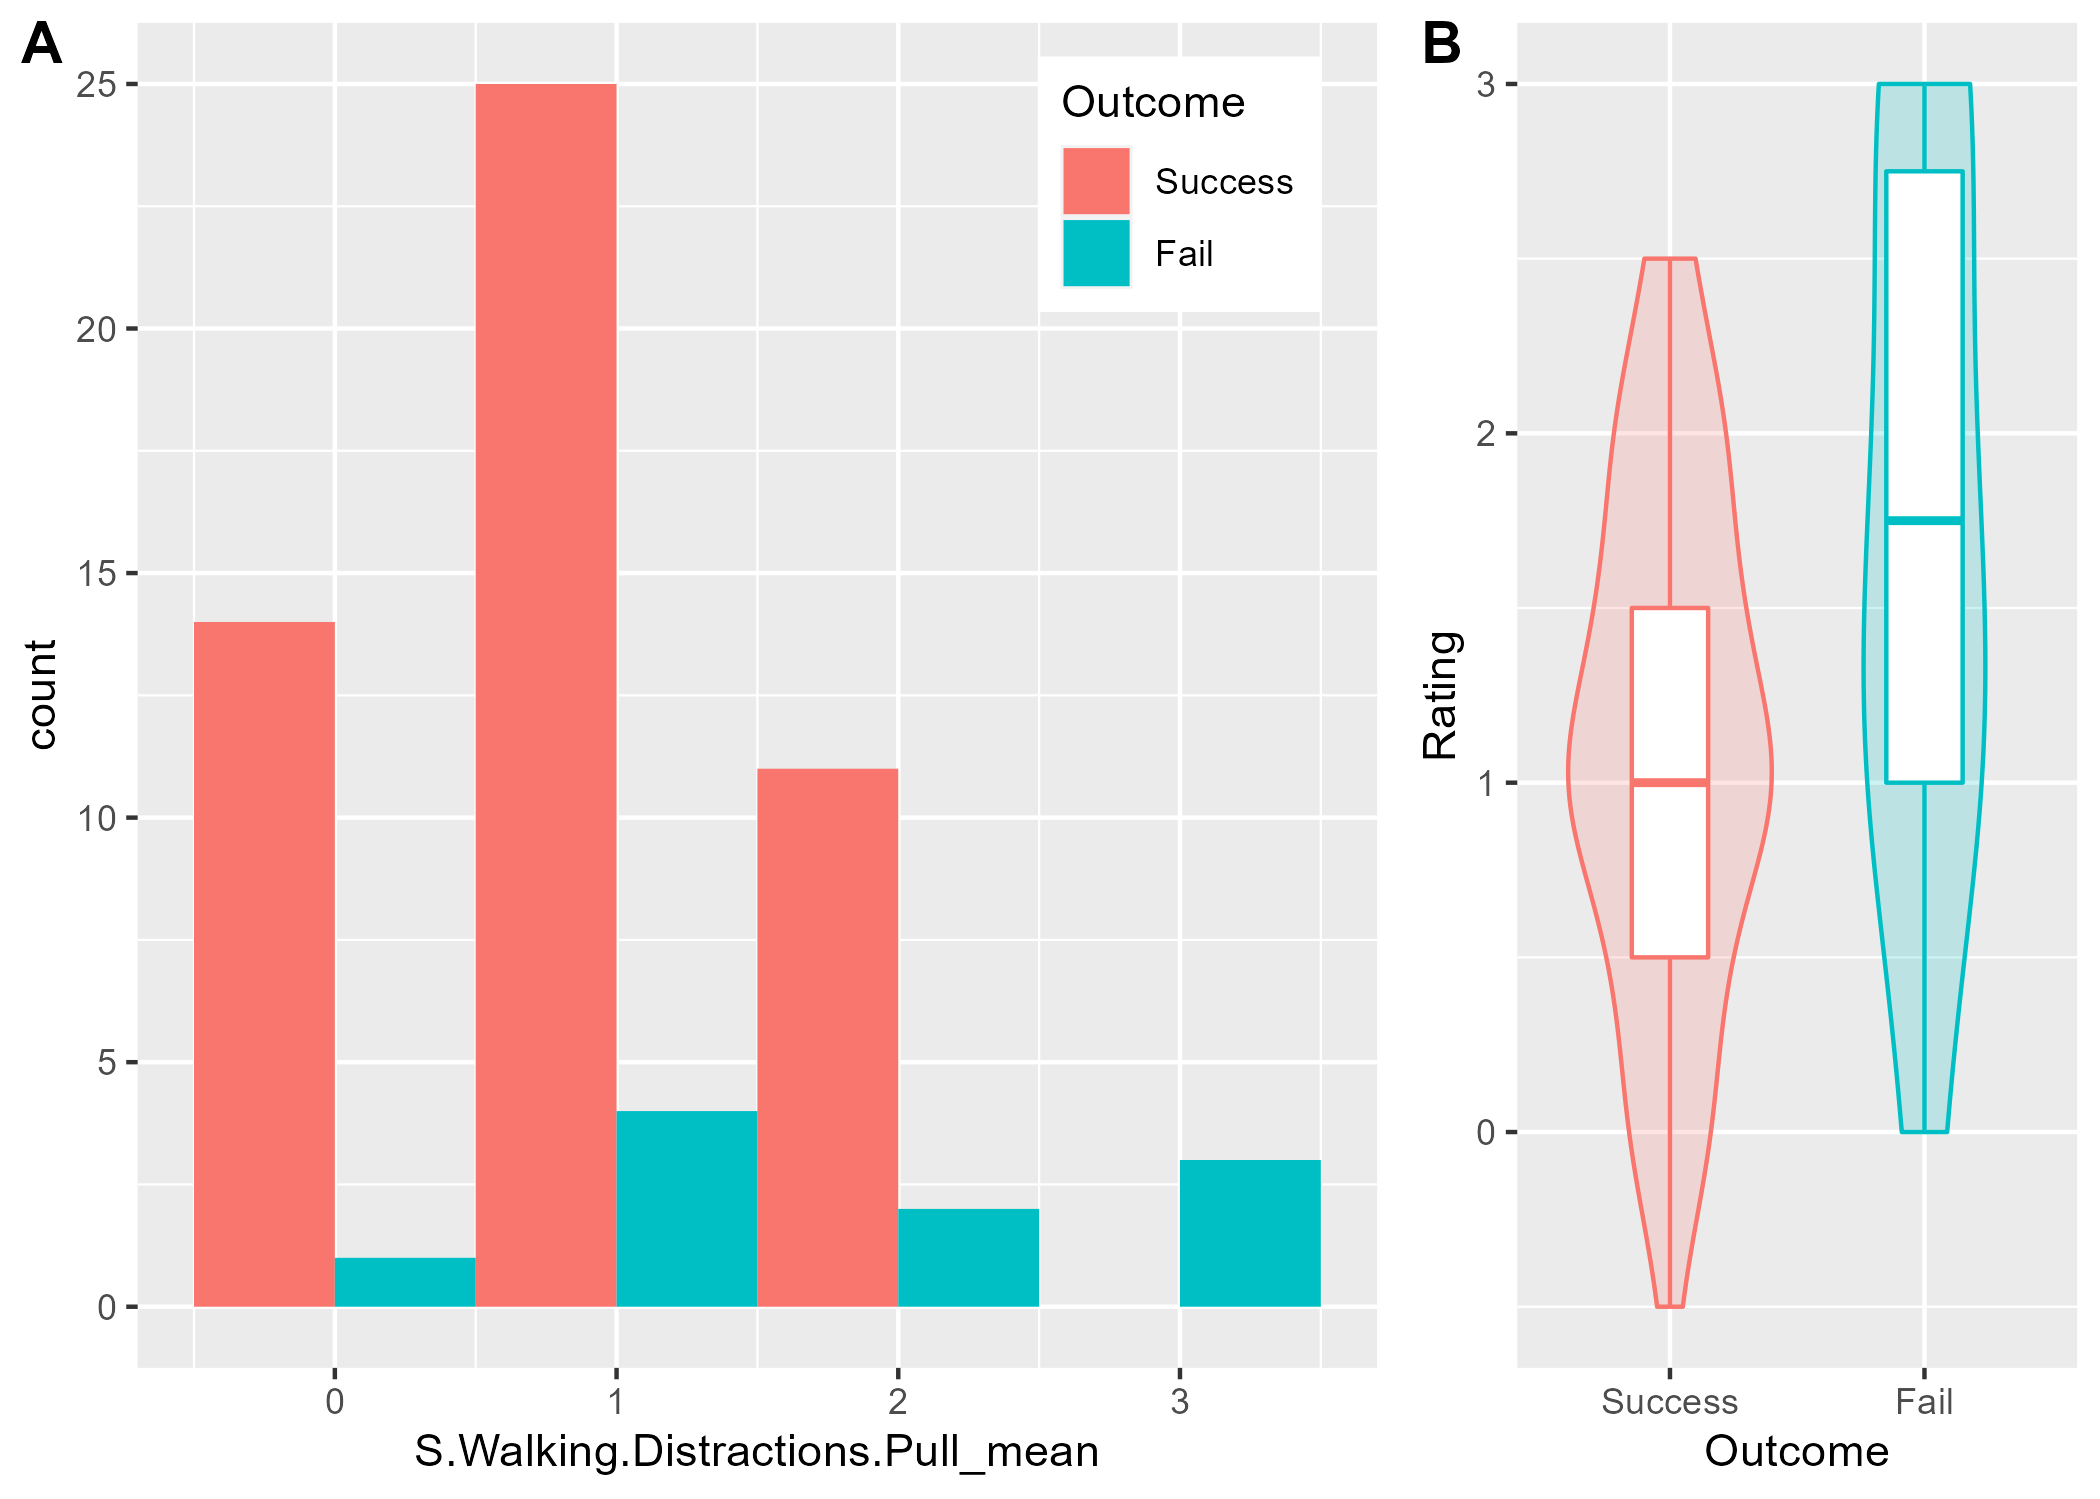 A
25
20
15
10
5
0
count
0 1 2 3
S.Walking.Distractions.Pull_mean
Outcome
Success
Fail
B
3
2
1
0
Rating
Success Fail
Outcome